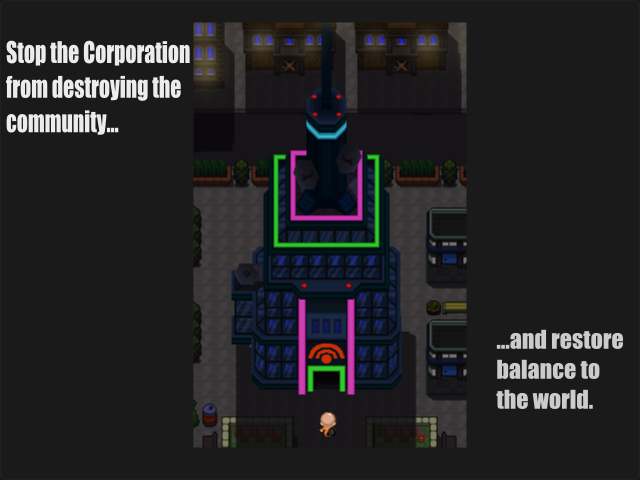 Stop the Corporation
from destroying the
community...
...and restore
balance to
the world.